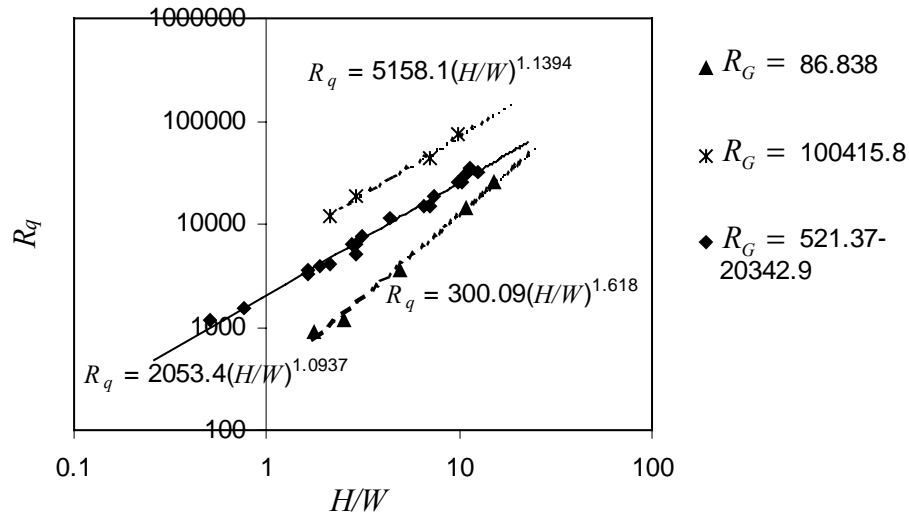 1000000
R_q = 5158.1(H/W)^1.1394
100000
10000
R_q
R_q = 300.09(H/W)^1.618
1000
R_q = 2053.4(H/W)^1.0937
100
0.1 1 10 100
H/W
R_G = 86.838
R_G = 100415.8
R_G = 521.37-
20342.9